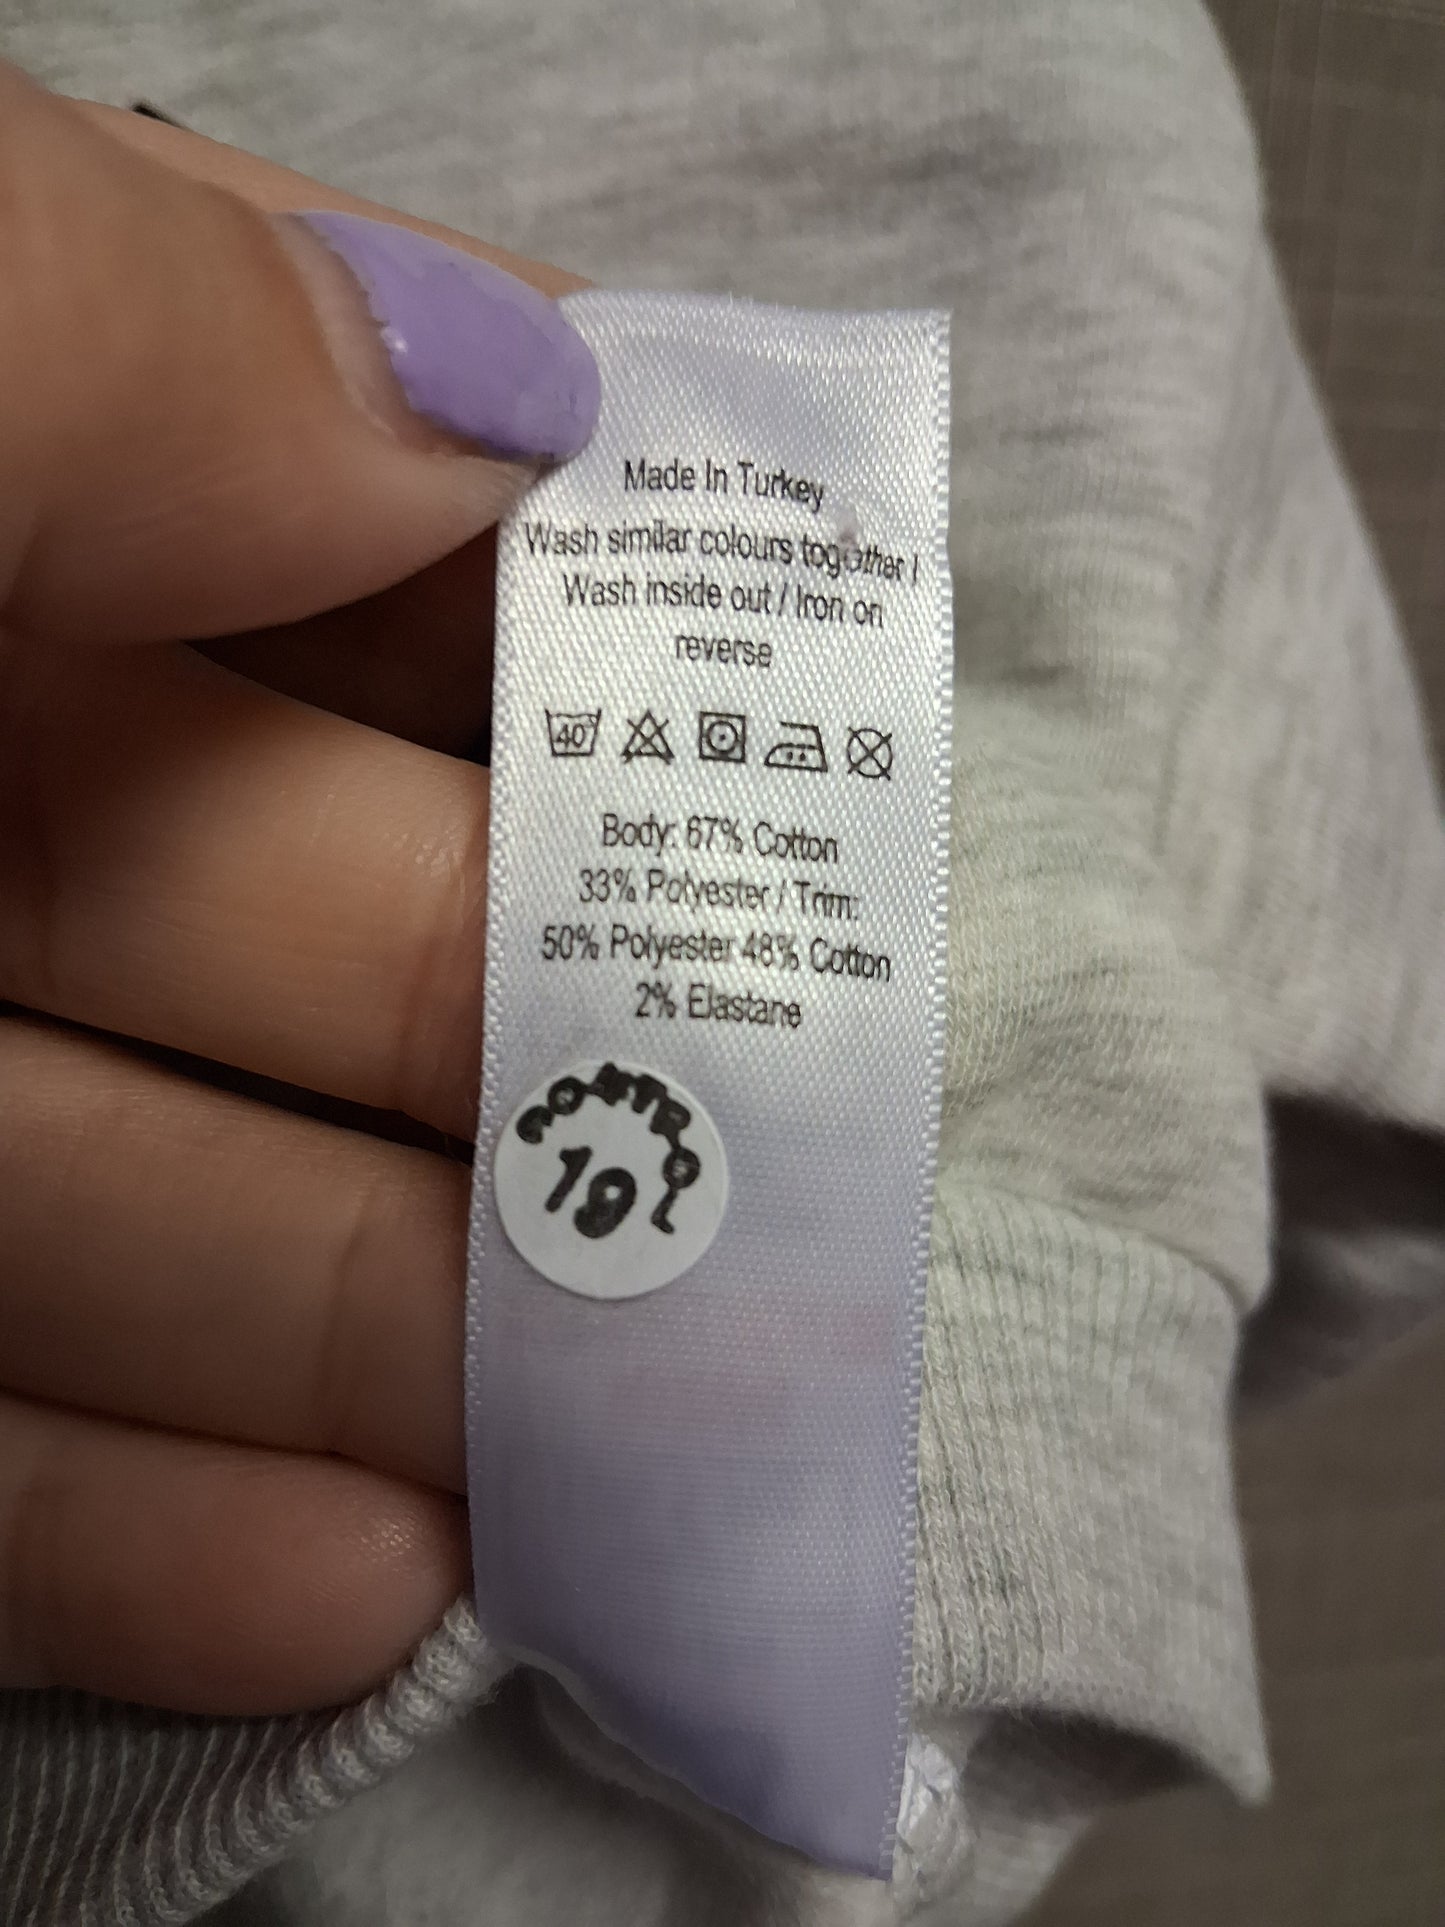 Made In Turkey
Wash similar colours together /
Wash inside out / Iron on
reverse
40
Body: 67% Cotton
33% Polyester / Trim:
50% Polyester 48% Cotton
2% Elastane
CONTROL
19